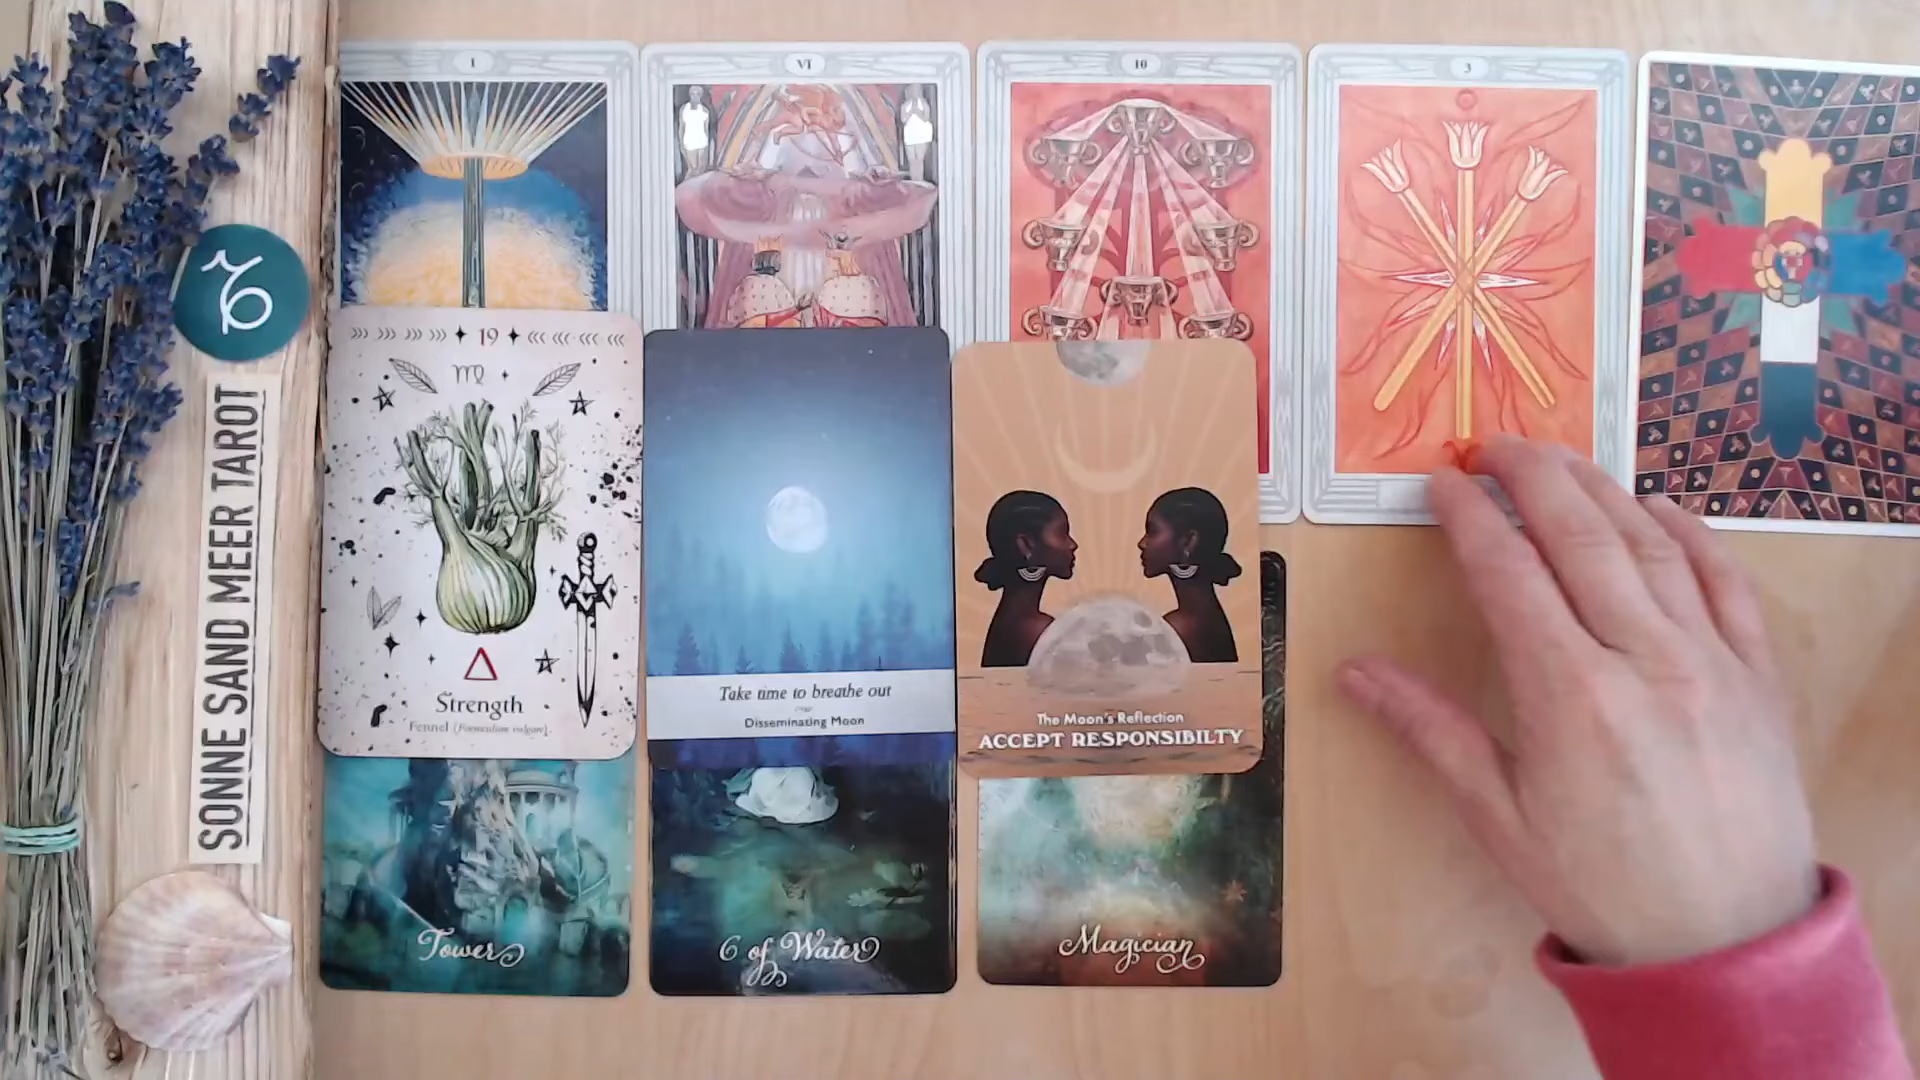 I
VI
10
3
19
SONNE SAND MEER TAROT
Strength
Fennel (Foeniculum vulgare)
Take time to breathe out
Disseminating Moon
The Moon's Reflection
ACCEPT RESPONSIBILTY
Tower
6 of Water
Magician